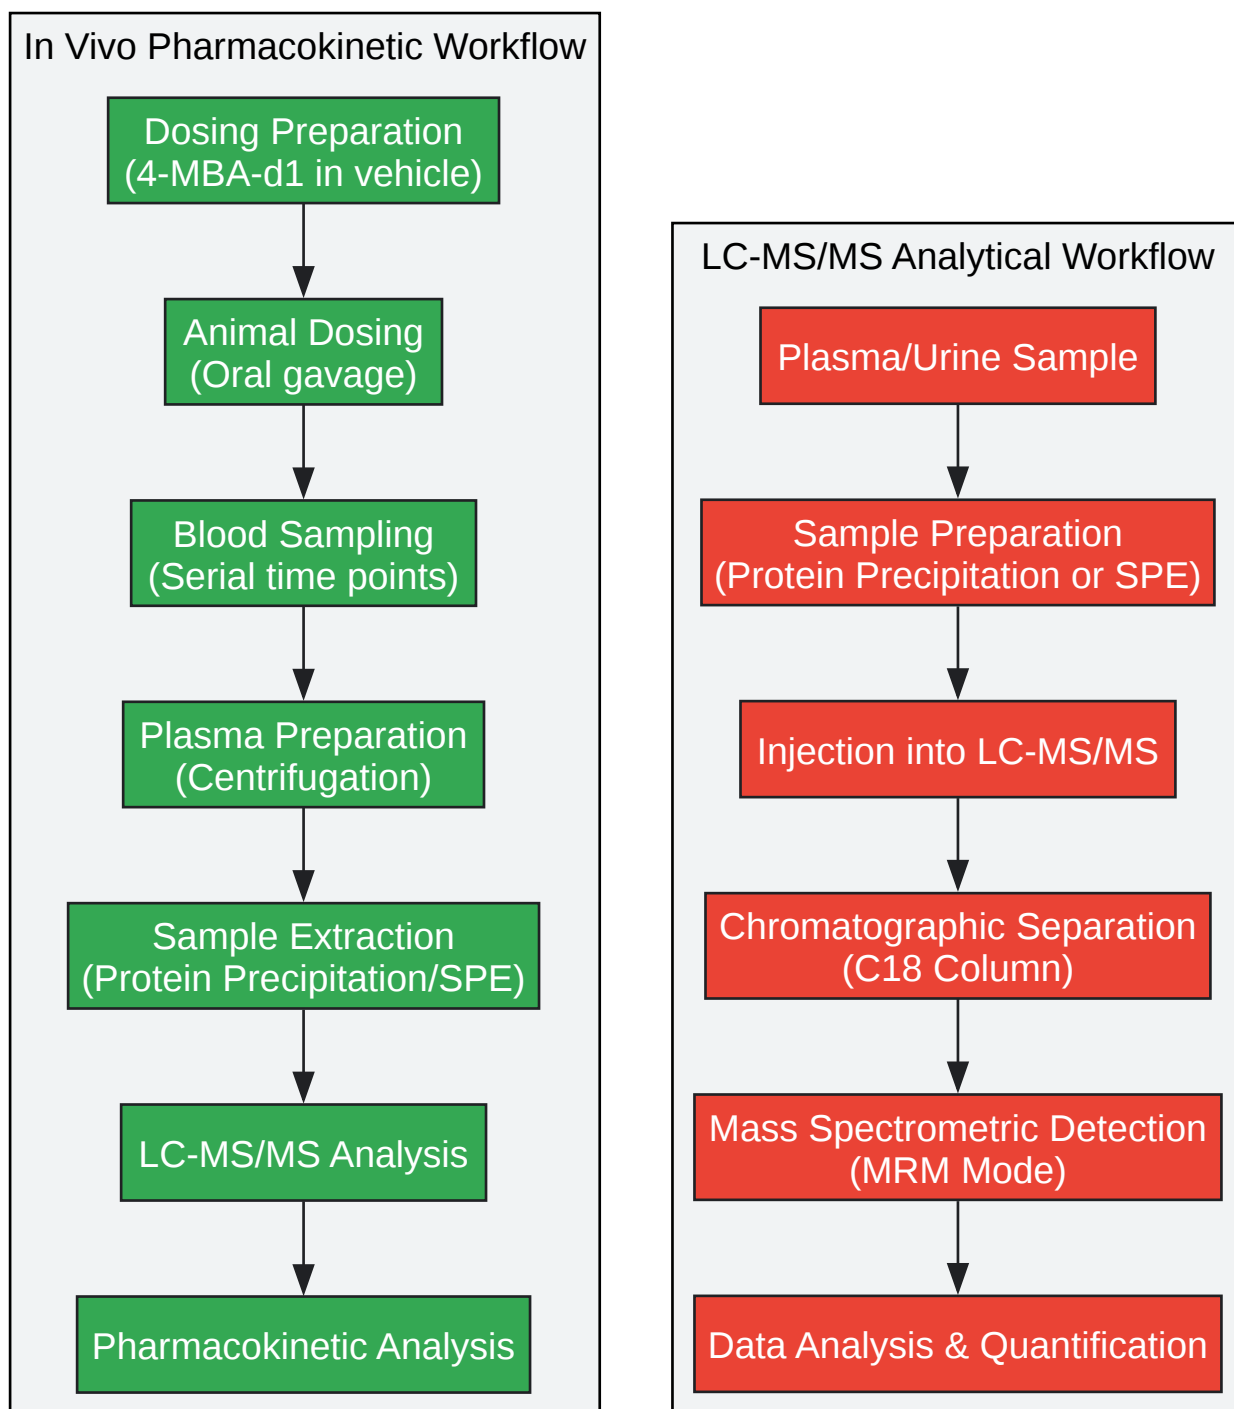 In Vivo Pharmacokinetic Workflow
Dosing Preparation
(4-MBA-d1 in vehicle)
Animal Dosing
(Oral gavage)
Blood Sampling
(Serial time points)
Plasma Preparation
(Centrifugation)
Sample Extraction
(Protein Precipitation/SPE)
LC-MS/MS Analysis
Pharmacokinetic Analysis
LC-MS/MS Analytical Workflow
Plasma/Urine Sample
Sample Preparation
(Protein Precipitation or SPE)
Injection into LC-MS/MS
Chromatographic Separation
(C18 Column)
Mass Spectrometric Detection
(MRM Mode)
Data Analysis & Quantification